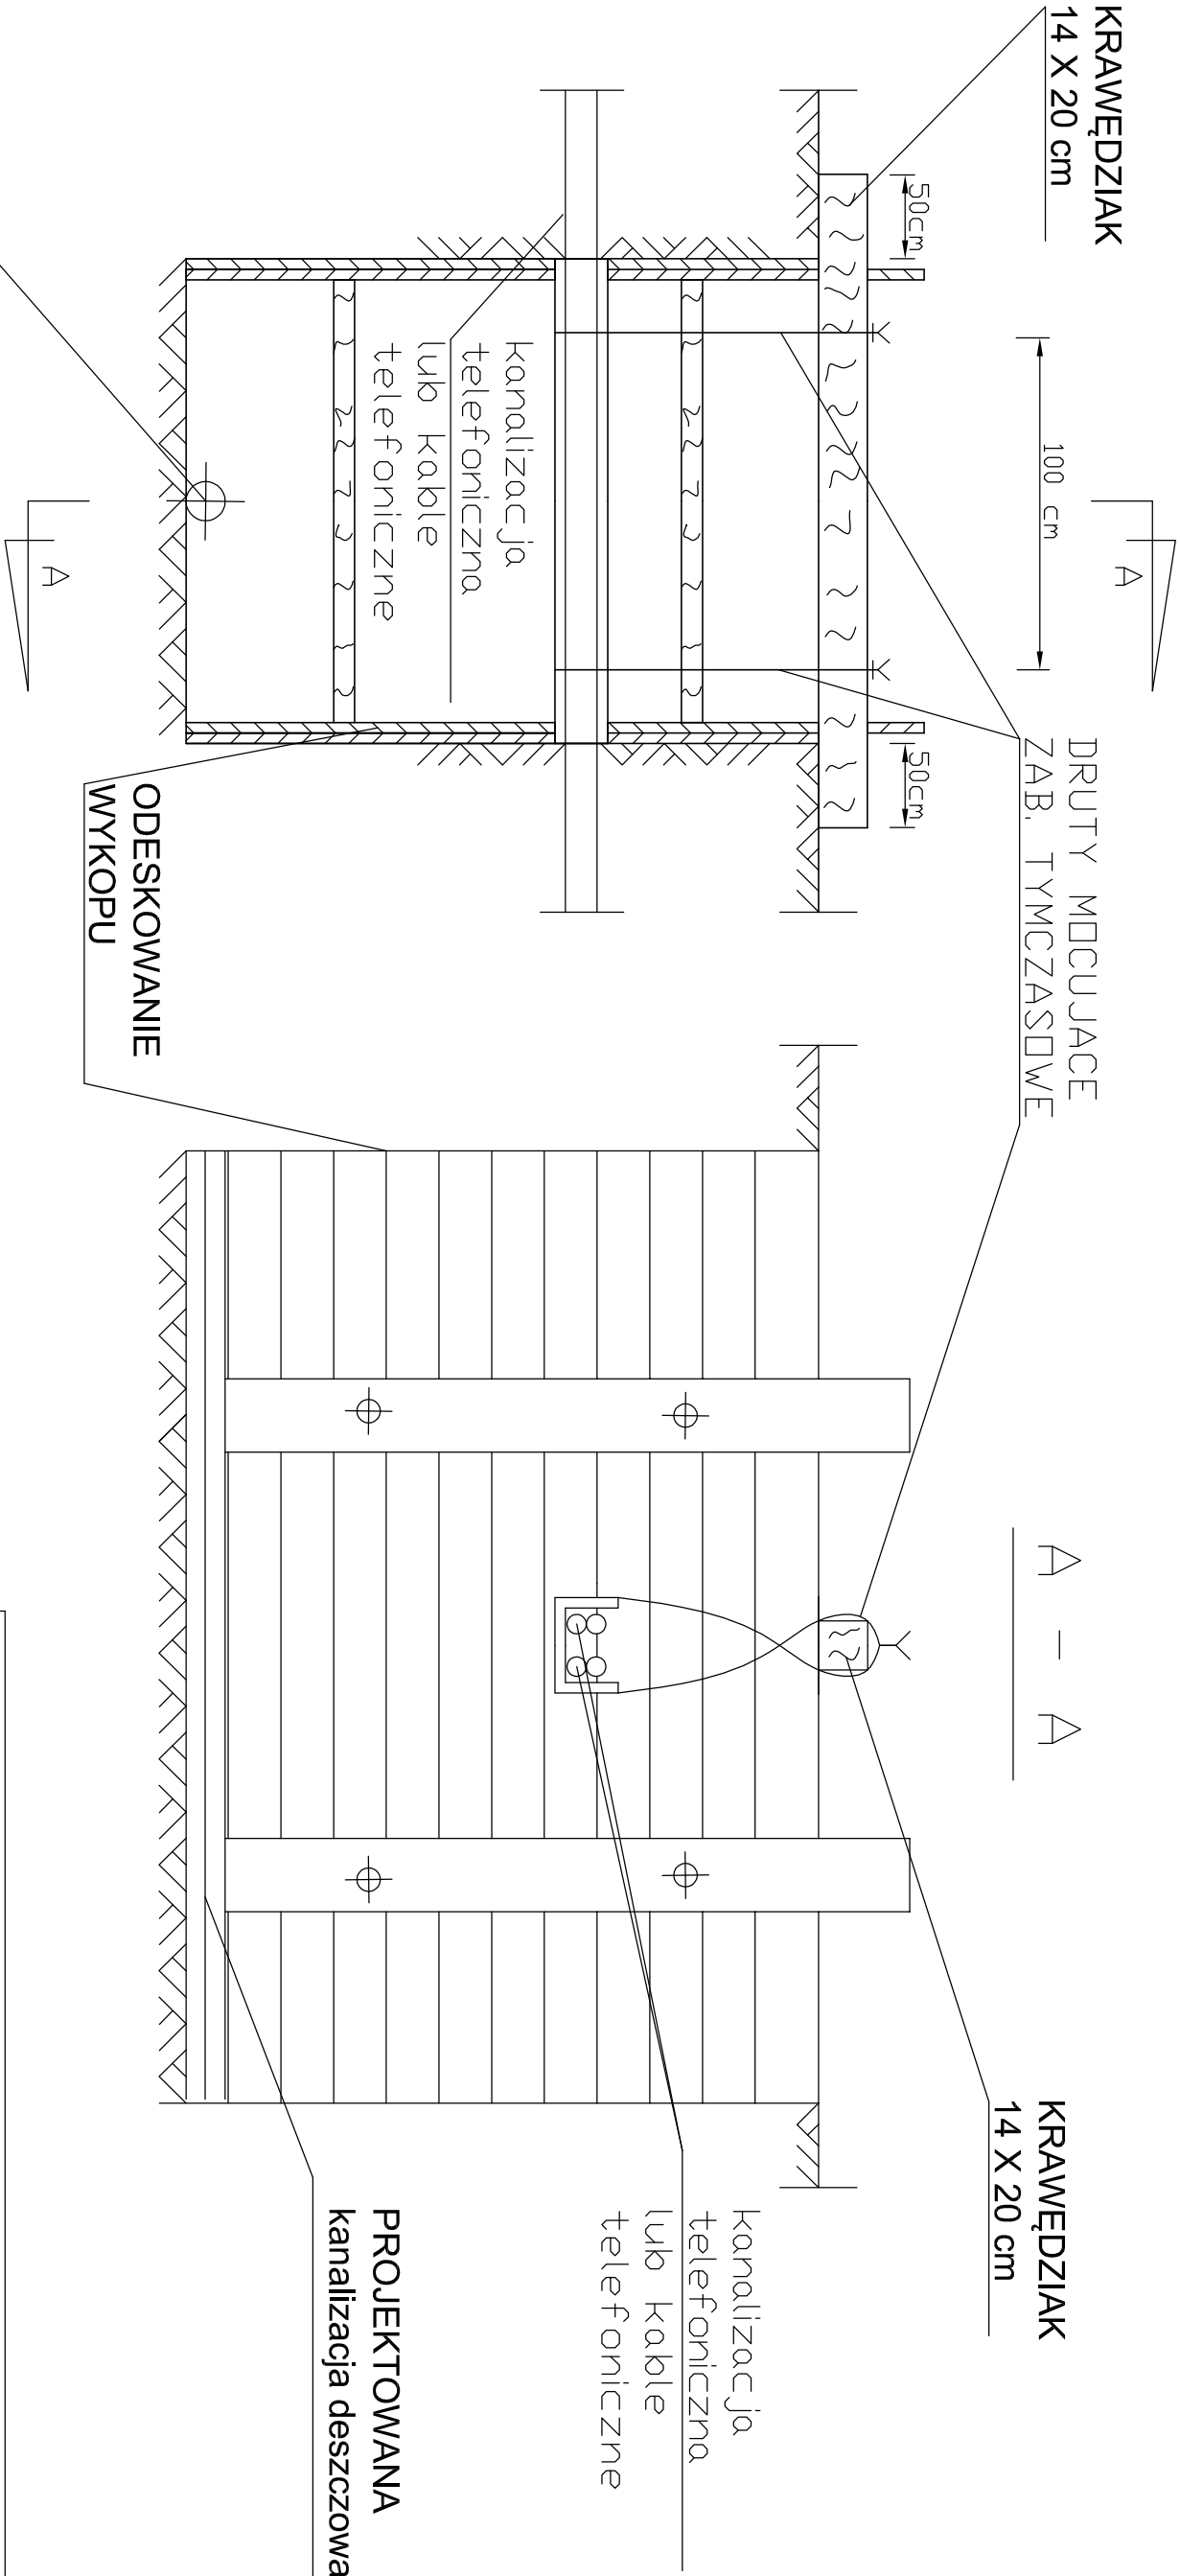 KRAWĘDZIAK
14 X 20 cm
50cm
100 cm
50cm
A
A
DRUTY MOCUJACE
ZAB. TYMCZASOWE
kanalizacja
telefoniczna
lub kable
telefoniczne
ODESKOWANIE
WYKOPU
A - A
KRAWĘDZIAK
14 X 20 cm
kanalizacja
telefoniczna
lub kable
telefoniczne
PROJEKTOWANA
kanalizacja deszczowa